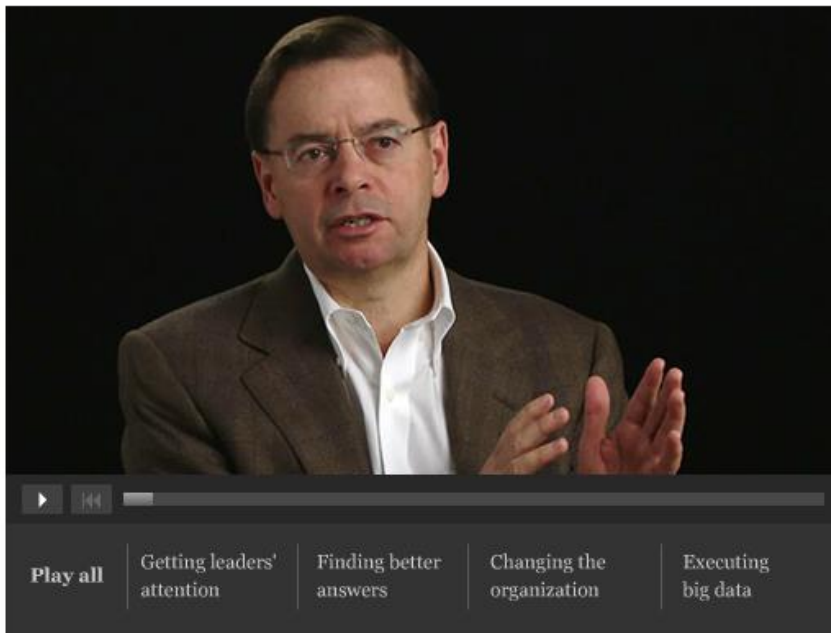 Play all
Getting leaders'
attention
Finding better
answers
Changing the
organization
Executing
big data